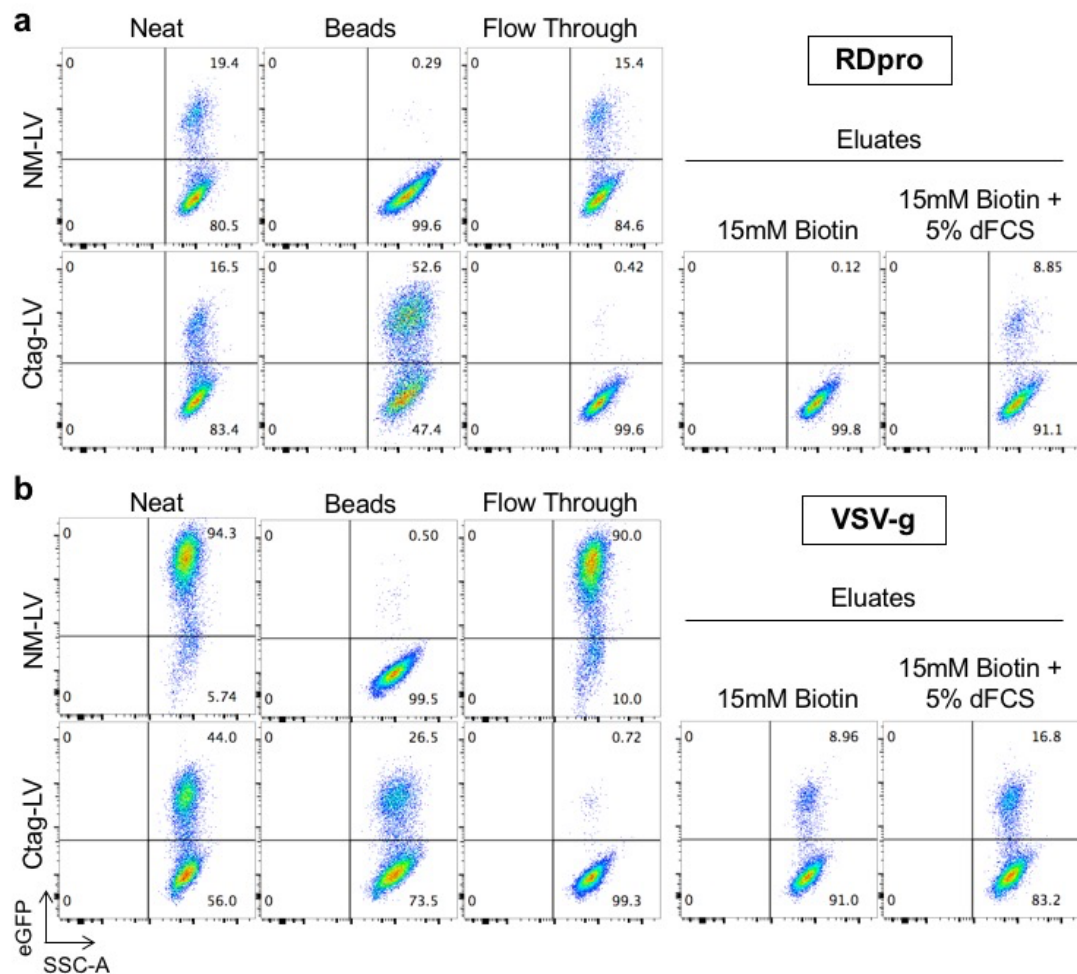 a
Neat Beads Flow Through
RDpro
Eluates
15mM Biotin
15mM Biotin +
5% dFCS
NM-LV
0 19.4 0 0.29 0 15.4
0 80.5 0 99.6 0 84.6
Ctag-LV
0 16.5 0 52.6 0 0.42 0 0.12 0 8.85
0 83.4 0 47.4 0 99.6 0 99.8 0 91.1
b
Neat Beads Flow Through
VSV-g
Eluates
15mM Biotin
15mM Biotin +
5% dFCS
NM-LV
0 94.3 0 0.50 0 90.0
0 5.74 0 99.5 0 10.0
Ctag-LV
0 44.0 0 26.5 0 0.72 0 8.96 0 16.8
0 56.0 0 73.5 0 99.3 0 91.0 0 83.2
eGFP
SSC-A